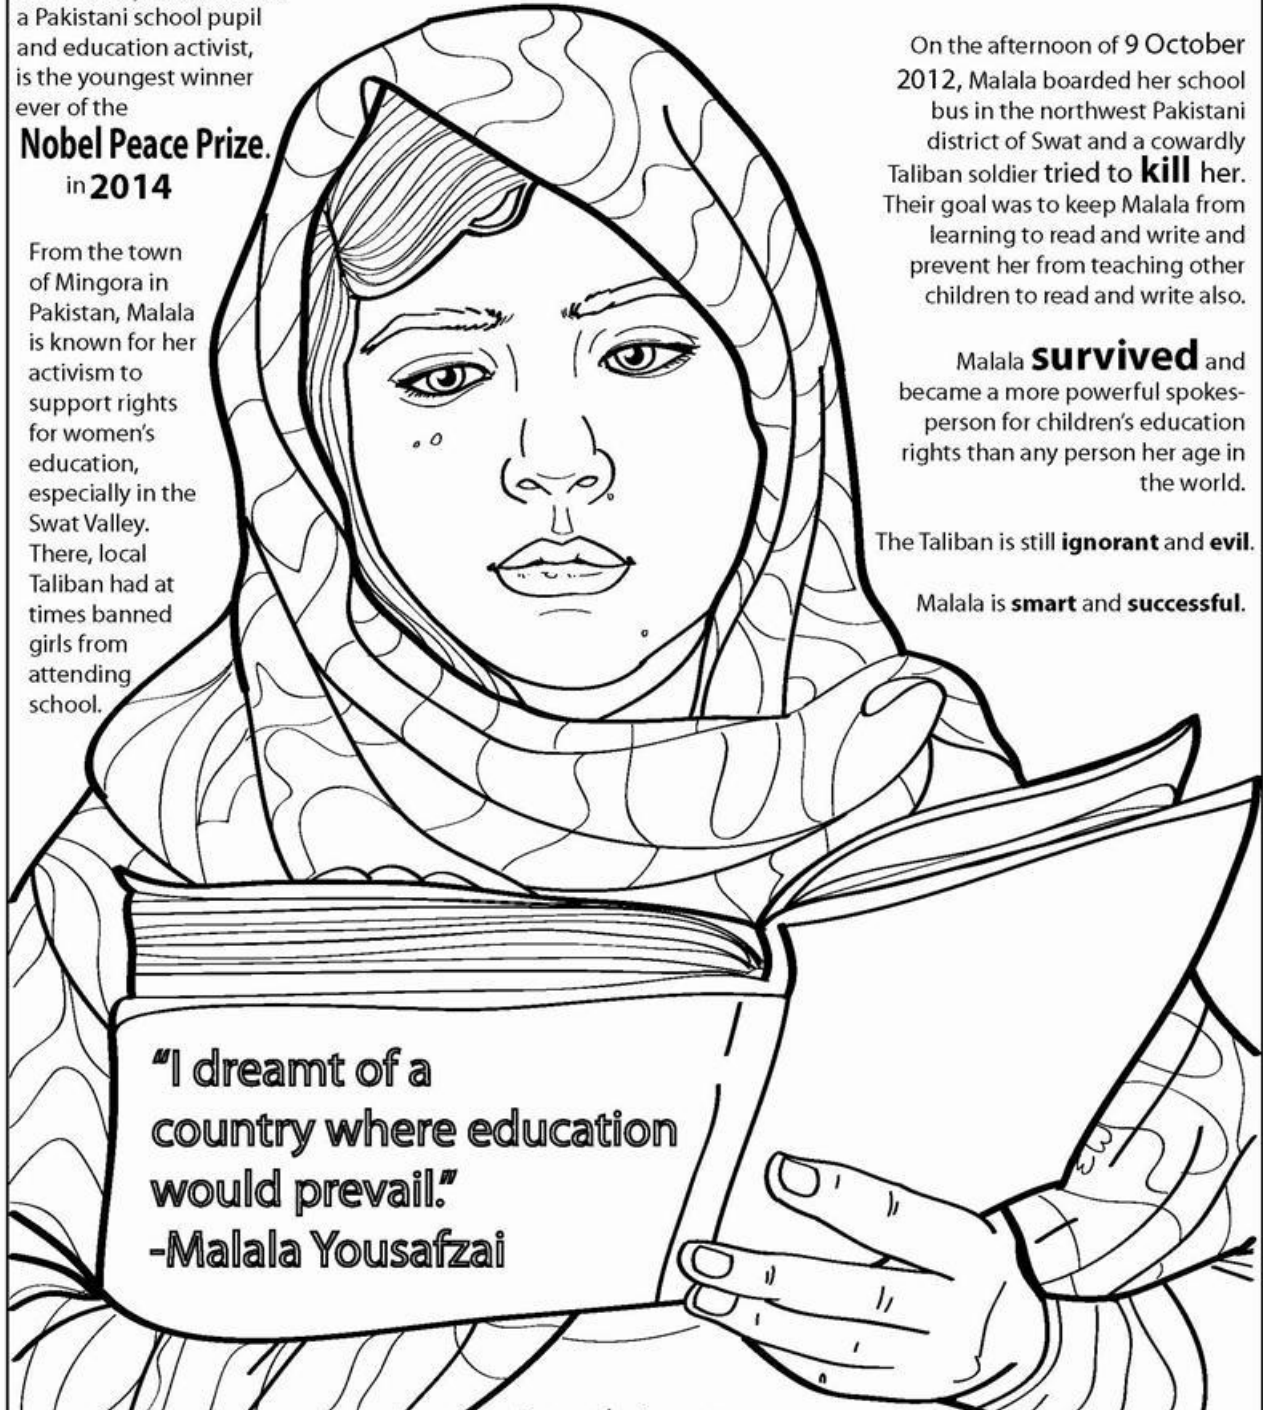 a Pakistani school pupil
and education activist,
is the youngest winner
ever of the
Nobel Peace Prize.
in 2014
From the town
of Mingora in
Pakistan, Malala
is known for her
activism to
support rights
for women's
education,
especially in the
Swat Valley.
There, local
Taliban had at
times banned
girls from
attending
school.
On the afternoon of 9 October
2012, Malala boarded her school
bus in the northwest Pakistani
district of Swat and a cowardly
Taliban soldier tried to kill her.
Their goal was to keep Malala from
learning to read and write and
prevent her from teaching other
children to read and write also.
Malala survived and
became a more powerful spokes-
person for children's education
rights than any person her age in
the world.
The Taliban is still ignorant and evil.
Malala is smart and successful.
"I dreamt of a
country where education
would prevail."
-Malala Yousafzai